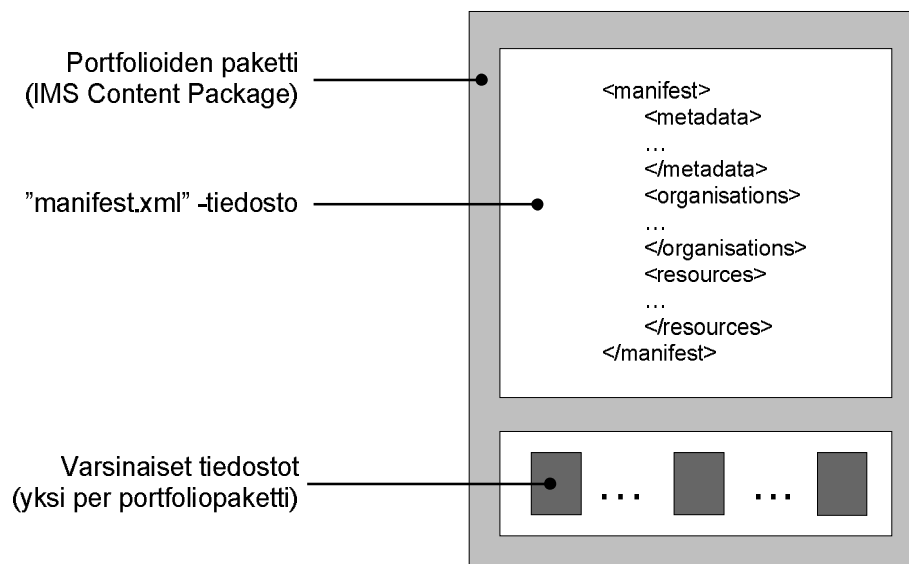 Portfolioiden paketti
(IMS Content Package)
"manifest.xml" -tiedosto
Varsinaiset tiedostot
(yksi per portfoliopaketti)
<manifest>
<metadata>
...
</metadata>
<organisations>
...
</organisations>
<resources>
...
</resources>
</manifest>
... ...